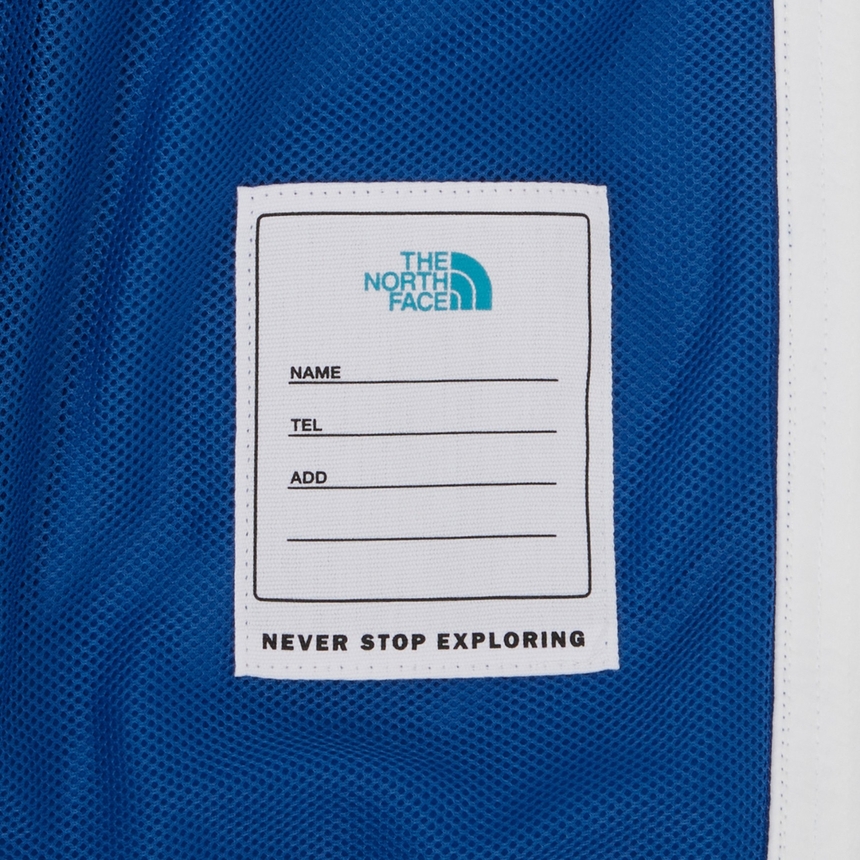 THE
NORTH
FACE
NAME
TEL
ADD
NEVER STOP EXPLORING